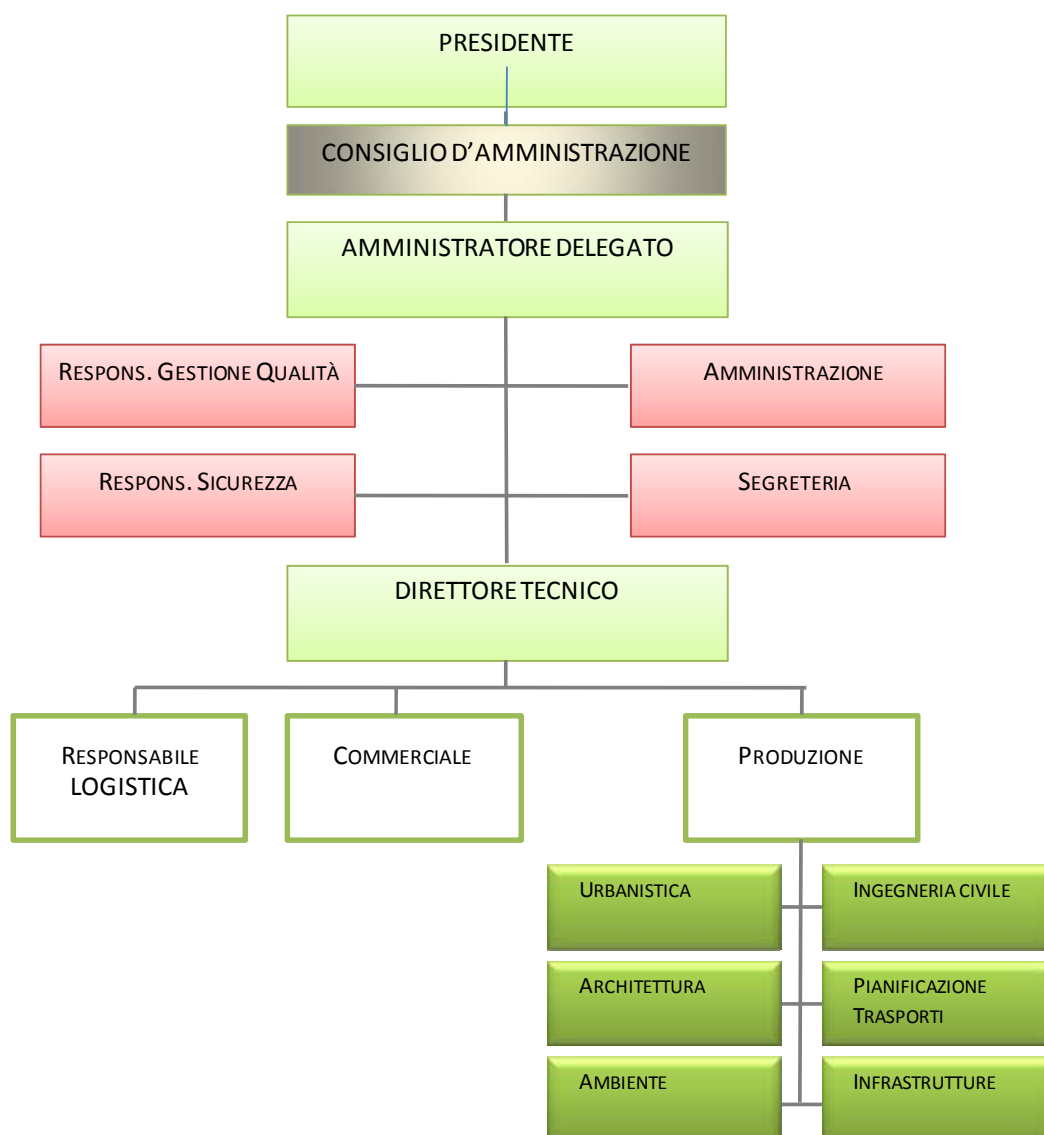 PRESIDENTE
CONSIGLIO D'AMMINISTRAZIONE
AMMINISTRATORE DELEGATO
RESPONS. GESTIONE QUALITÀ
AMMINISTRAZIONE
RESPONS. SICUREZZA
SEGRETERIA
DIRETTORE TECNICO
RESPONSABILE
LOGISTICA
COMMERCIALE
PRODUZIONE
URBANISTICA
INGEGNERIA CIVILE
ARCHITETTURA
PIANIFICAZIONE
TRASPORTI
AMBIENTE
INFRASTRUTTURE